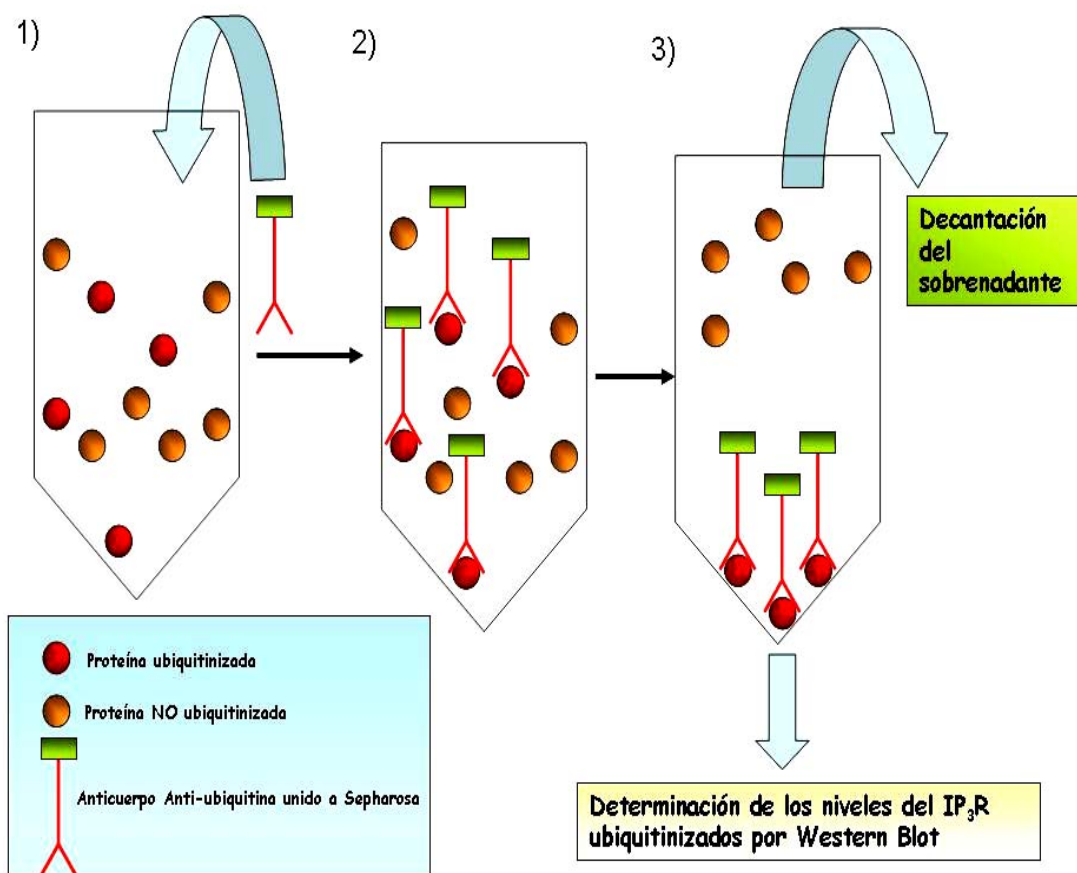 1)
2)
3)
Decantación
del
sobrenadante
Proteína ubiquitinizada
Proteína NO ubiquitinizada
Anticuerpo Anti-ubiquitina unido a Sepharosa
Determinación de los niveles del IP₃R
ubiquitinizados por Western Blot